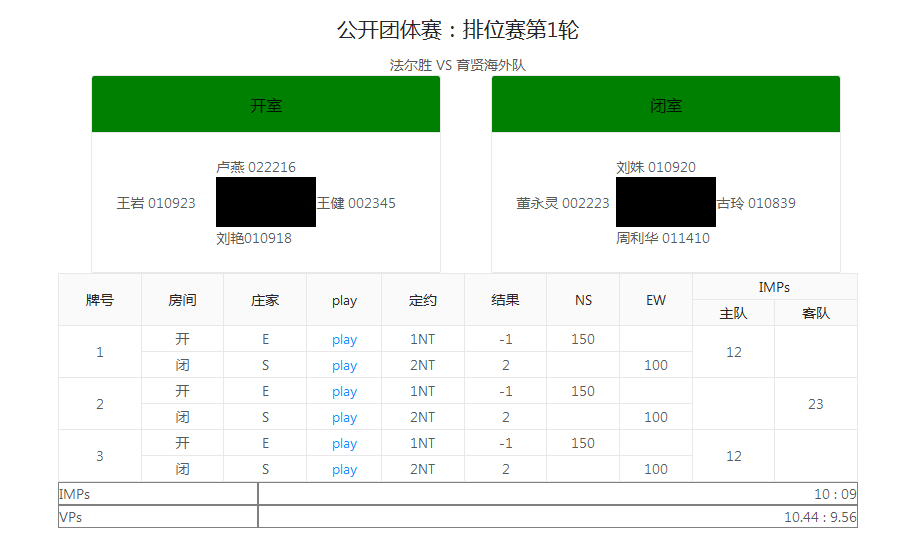 公开团体赛：排位赛第1轮
法尔胜 VS 育贤海外队
开室
闭室
卢燕 022216
王岩 010923
王健 002345
刘艳010918
刘姝 010920
董永灵 002223
古玲 010839
周利华 011410
牌号 房间 庄家 play 定约 结果 NS EW IMPs
主队 客队
1 开 E play 1NT -1 150 12
闭 S play 2NT 2 100
2 开 E play 1NT -1 150 23
闭 S play 2NT 2 100
3 开 E play 1NT -1 150 12
闭 S play 2NT 2 100
IMPs 10 : 09
VPs 10.44 : 9.56